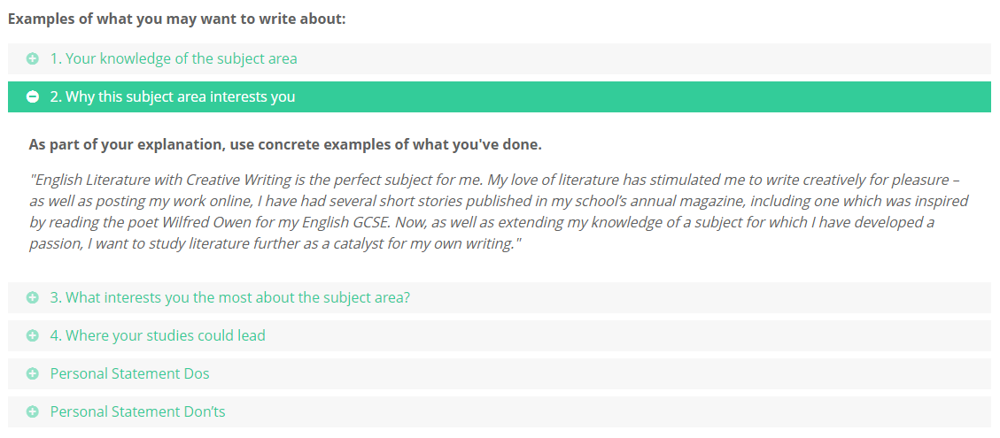 Examples of what you may want to write about:
1. Your knowledge of the subject area
2. Why this subject area interests you
As part of your explanation, use concrete examples of what you've done.
"English Literature with Creative Writing is the perfect subject for me. My love of literature has stimulated me to write creatively for pleasure –
as well as posting my work online, I have had several short stories published in my school’s annual magazine, including one which was inspired
by reading the poet Wilfred Owen for my English GCSE. Now, as well as extending my knowledge of a subject for which I have developed a
passion, I want to study literature further as a catalyst for my own writing."
3. What interests you the most about the subject area?
4. Where your studies could lead
Personal Statement Dos
Personal Statement Don’ts